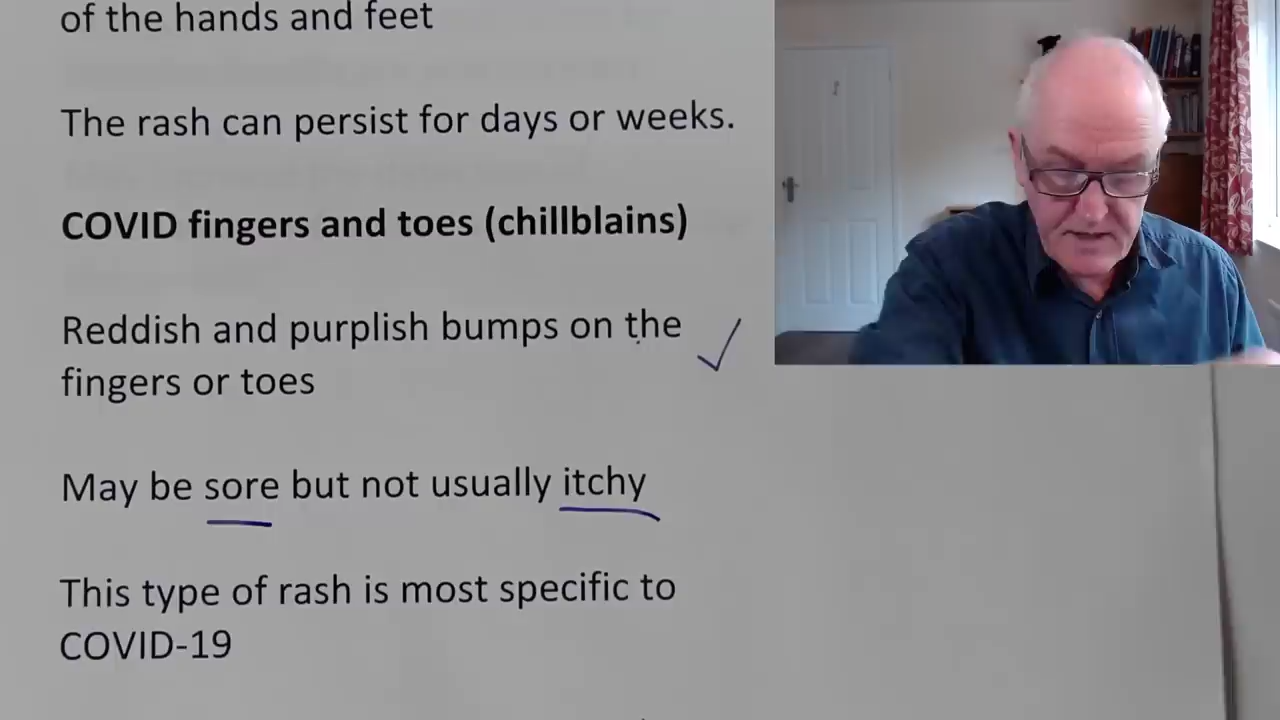 of the hands and feet
The rash can persist for days or weeks.
COVID fingers and toes (chillblains)
Reddish and purplish bumps on the
fingers or toes
May be sore but not usually itchy
This type of rash is most specific to
COVID-19